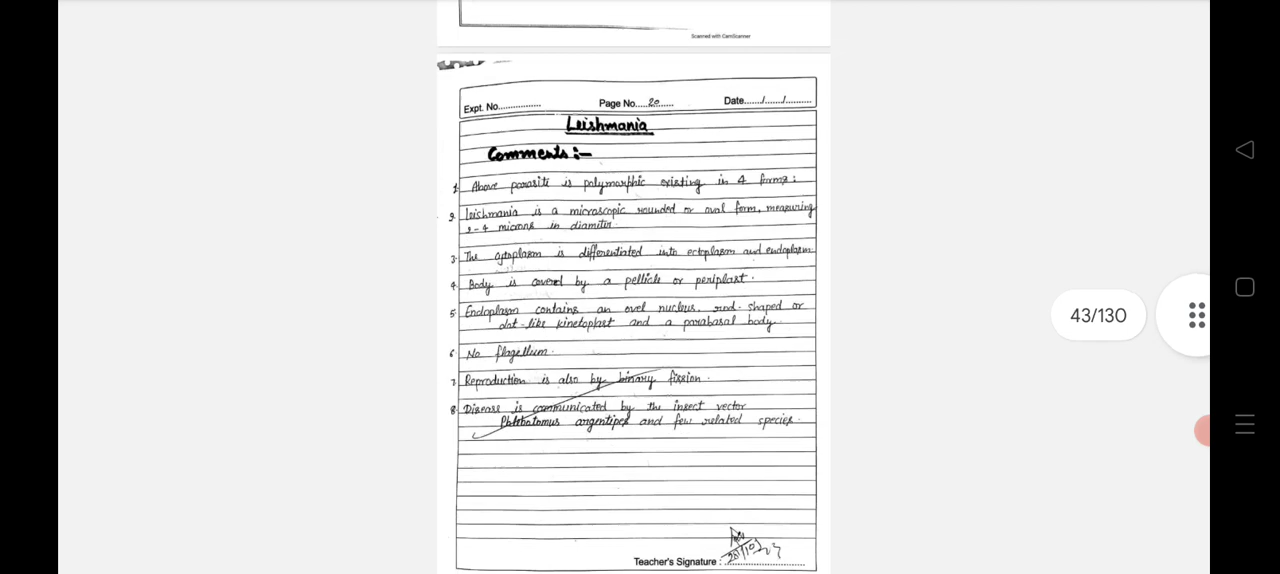 Scanned with CamScanner
Expt. No................ Page No....20...... Date....../....../..........
Leishmania
Comments :-
1. Above parasite is polymorphic existing in 4 forms :
2. Leishmania is a microscopic rounded or oval form, measuring
2-4 microns in diamiter.
3. The cytoplasm is differentiated into ectoplasm and endoplasm
4. Body is covered by a pellicle or periplast.
5. Endoplasm contains an ovel nucleus, rod-shaped or
dot-like kinetoplast and a parabasal body.
6. No flagellum.
7. Reproduction is also by binary fission.
8. Disease is communicated by the insect vector
Phlebotomus argentipes and few related species.
43/130
Teacher's Signature :